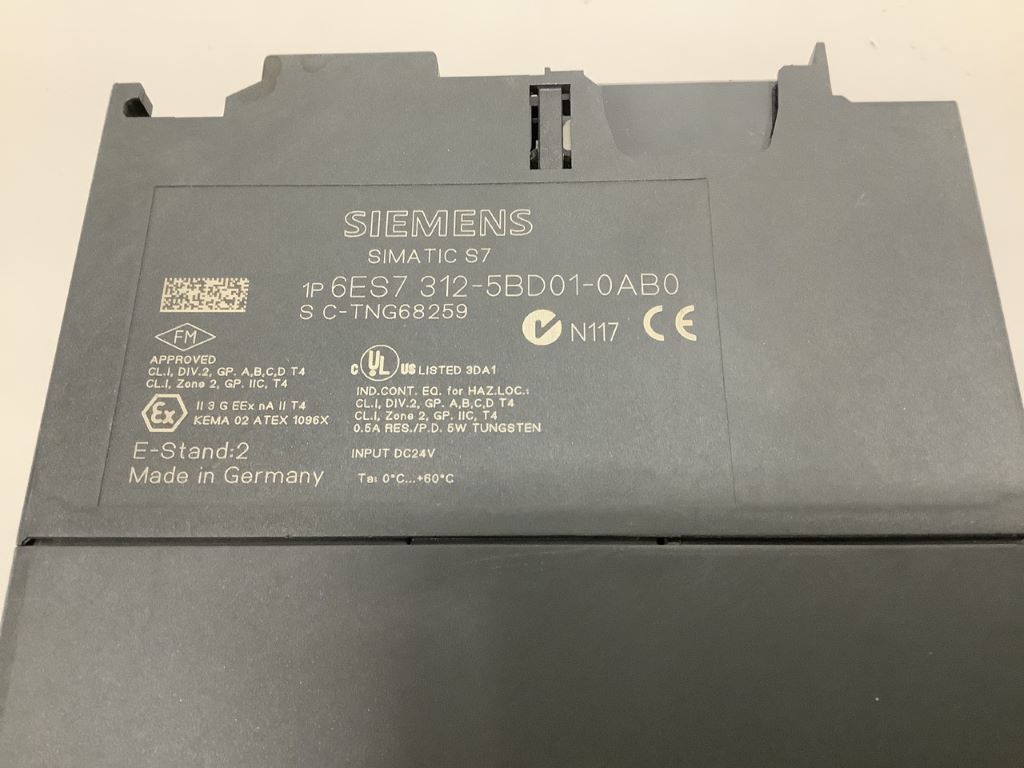 SIEMENS
SIMATIC S7
1P 6ES7 312-5BD01-0AB0
S C-TNG68259
N117 CE
FM
APPROVED
CL.I, DIV.2, GP. A,B,C,D T4
CL.I, Zone 2, GP. IIC, T4
Ex II 3 G EEx nA II T4
KEMA 02 ATEX 1096X
C UL US LISTED 3DA1
IND.CONT. EQ. for HAZ.LOC.:
CL.I, DIV.2, GP. A,B,C,D T4
CL.I, Zone 2, GP. IIC, T4
0.5A RES./P.D. 5W TUNGSTEN
INPUT DC24V
Ta: 0°C...+60°C
E-Stand:2
Made in Germany